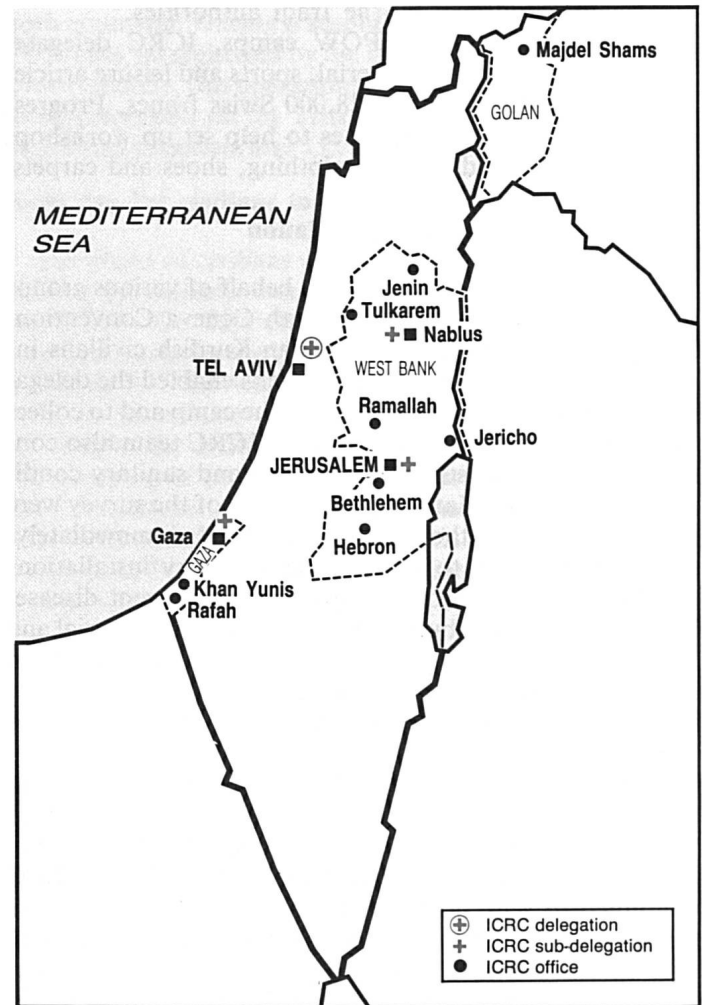 Majdel Shams
GOLAN
MEDITERRANEAN
SEA
Jenin
Tulkarem
Nablus
TEL AVIV
WEST BANK
Ramallah
Jericho
JERUSALEM
Bethlehem
Gaza
Hebron
GAZA
Khan Yunis
Rafah
ICRC delegation
ICRC sub-delegation
ICRC office